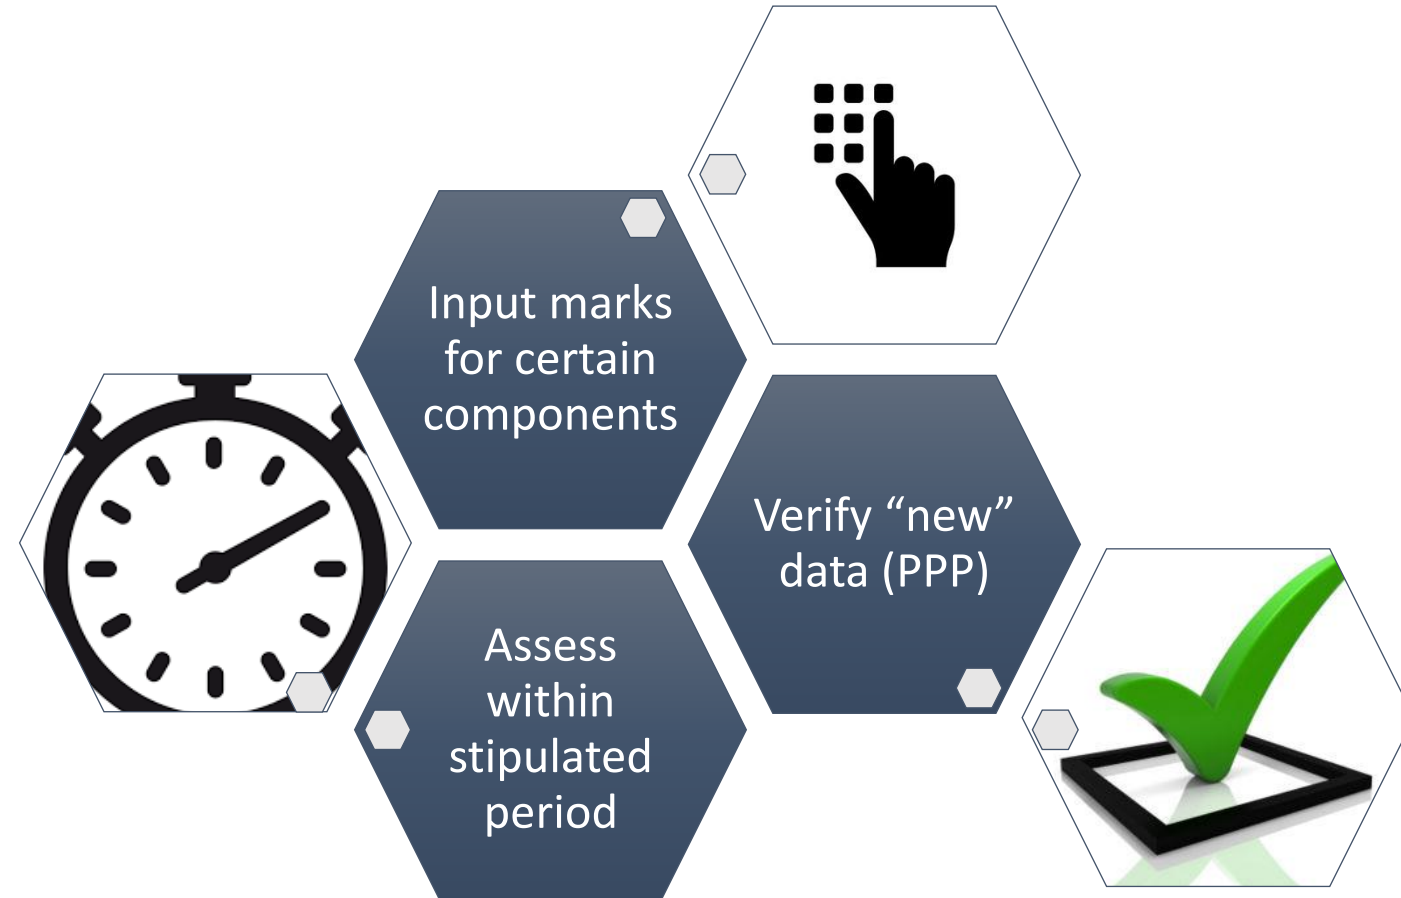 Input marks
for certain
components
Verify “new”
data (PPP)
Assess
within
stipulated
period